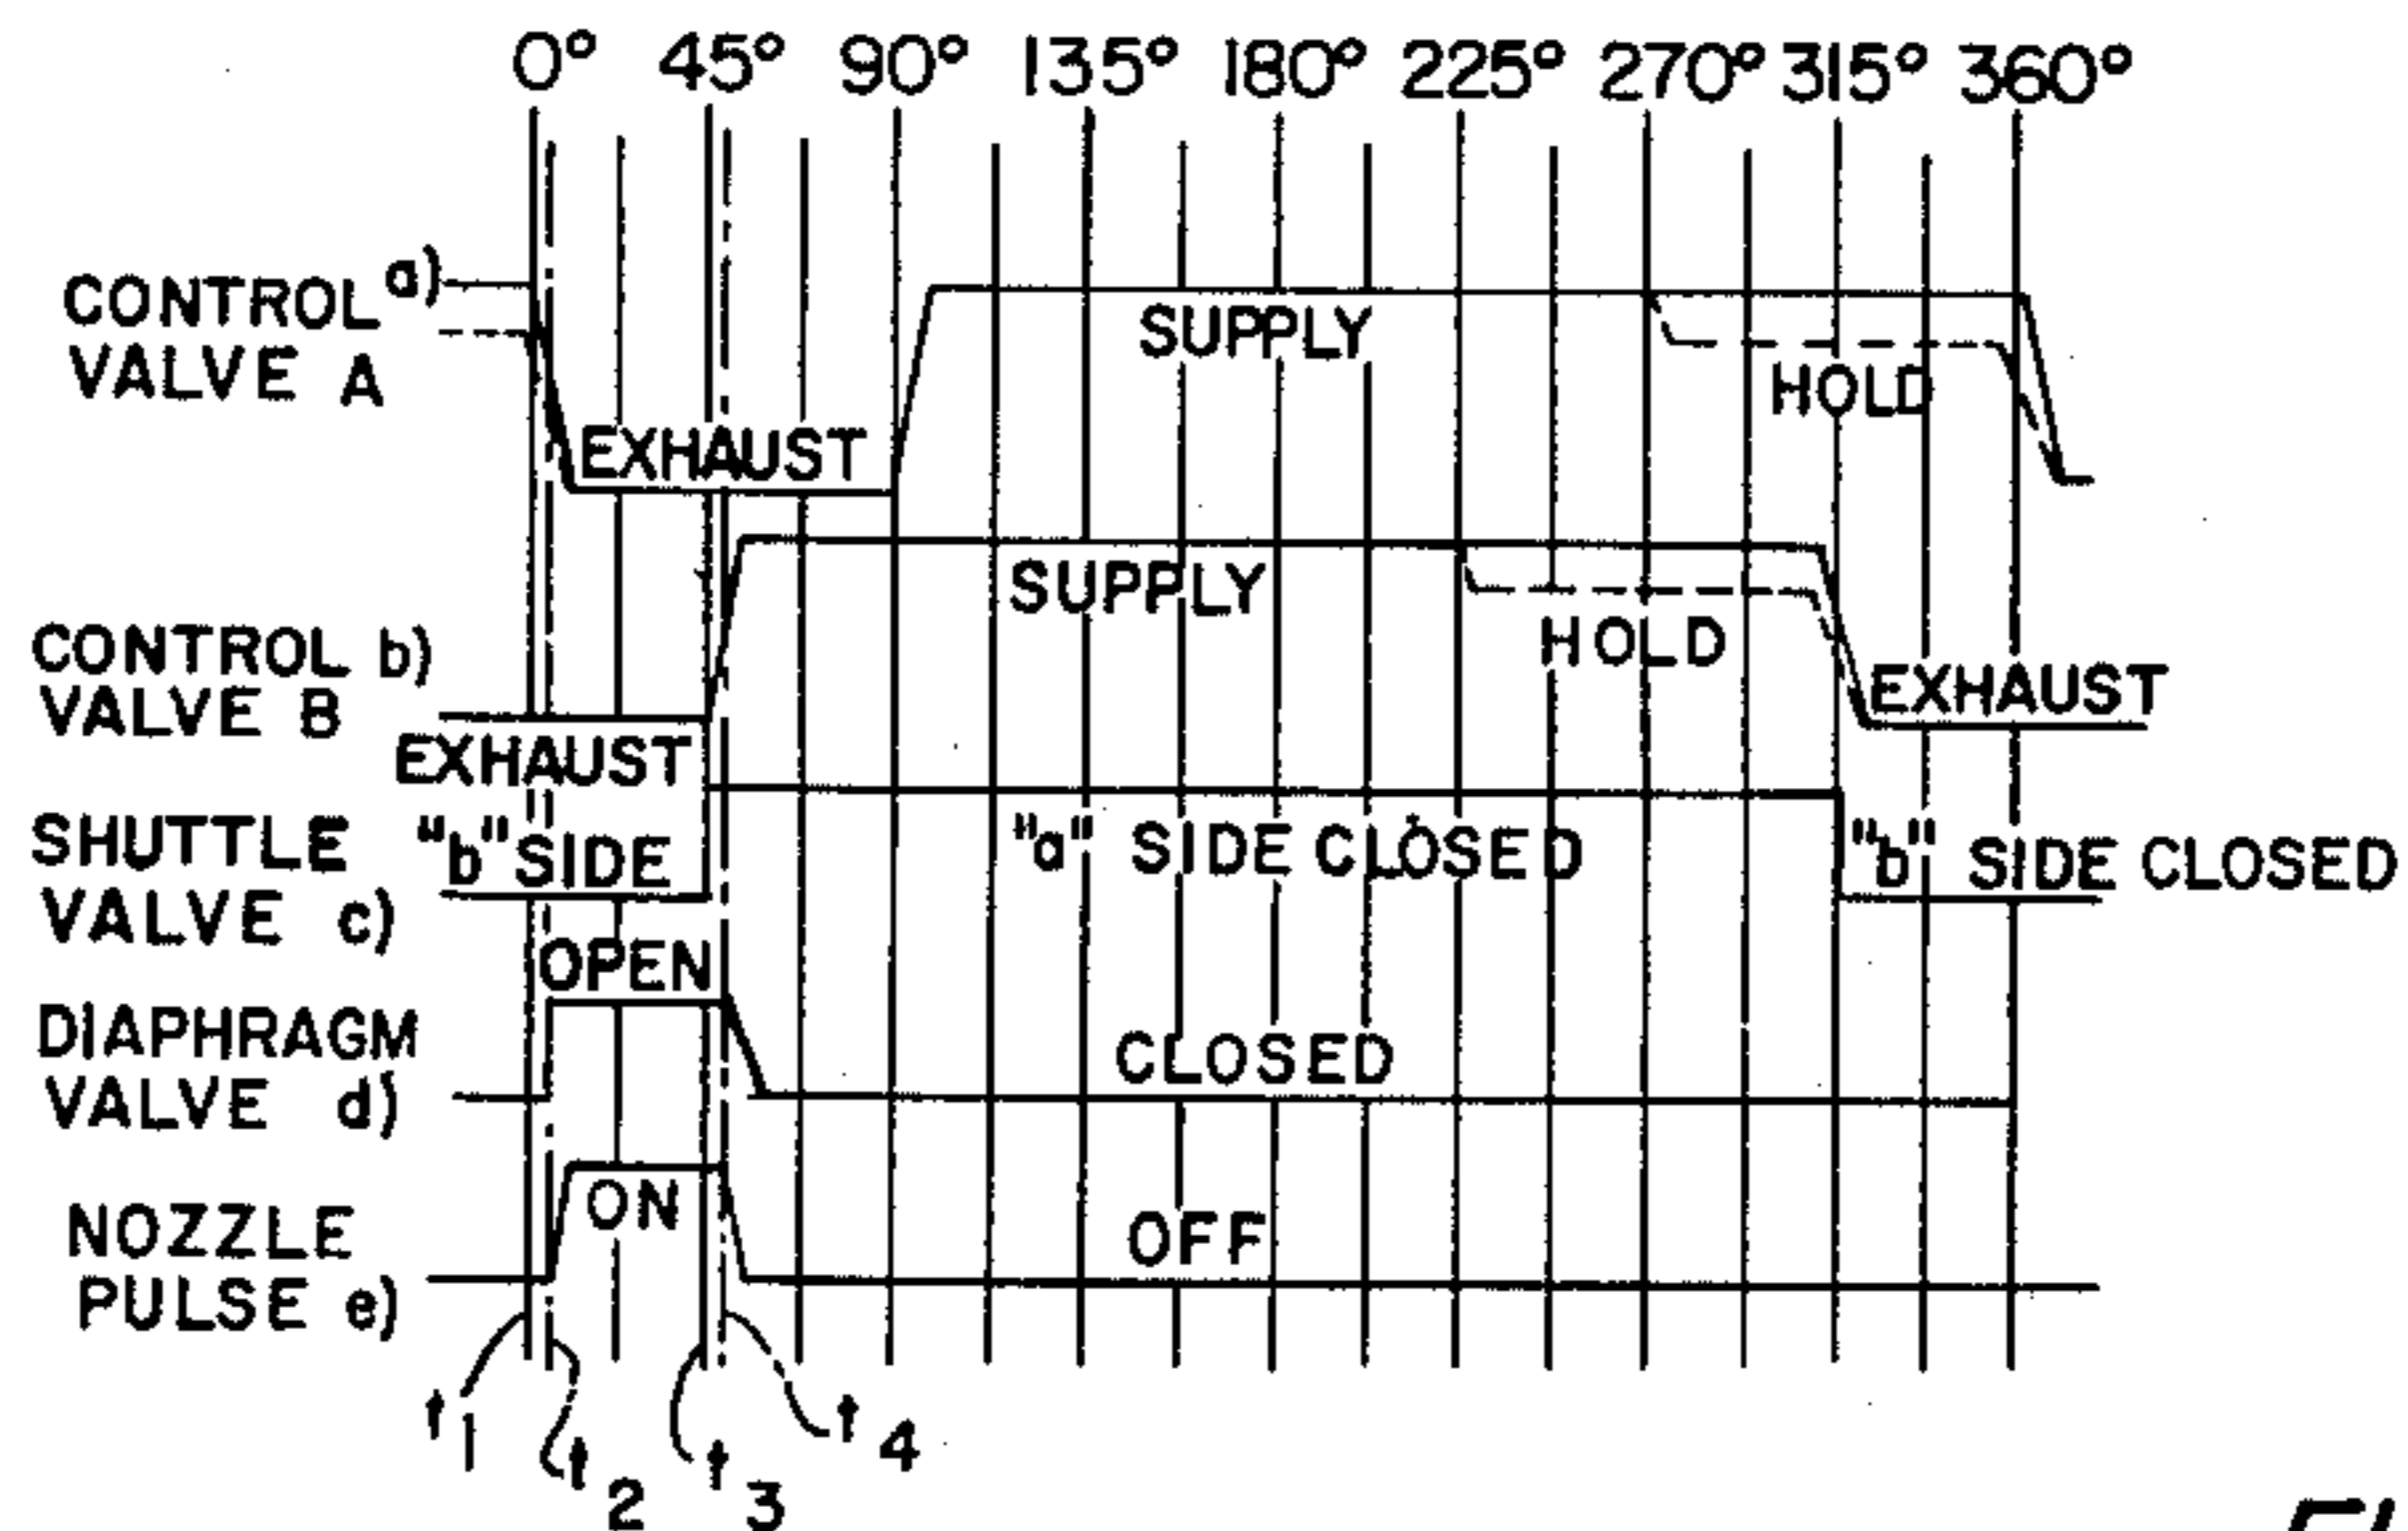 0° 45° 90° 135° 180° 225° 270° 315° 360°
CONTROL a)
VALVE A
SUPPLY
HOLD
EXHAUST
SUPPLY
HOLD
CONTROL b)
VALVE B
EXHAUST
EXHAUST
SHUTTLE
VALVE c)
"b" SIDE
"a" SIDE CLOSED
"b" SIDE CLOSED
OPEN
DIAPHRAGM
VALVE d)
CLOSED
ON
NOZZLE
PULSE e)
OFF
t1
t2
t3
t4